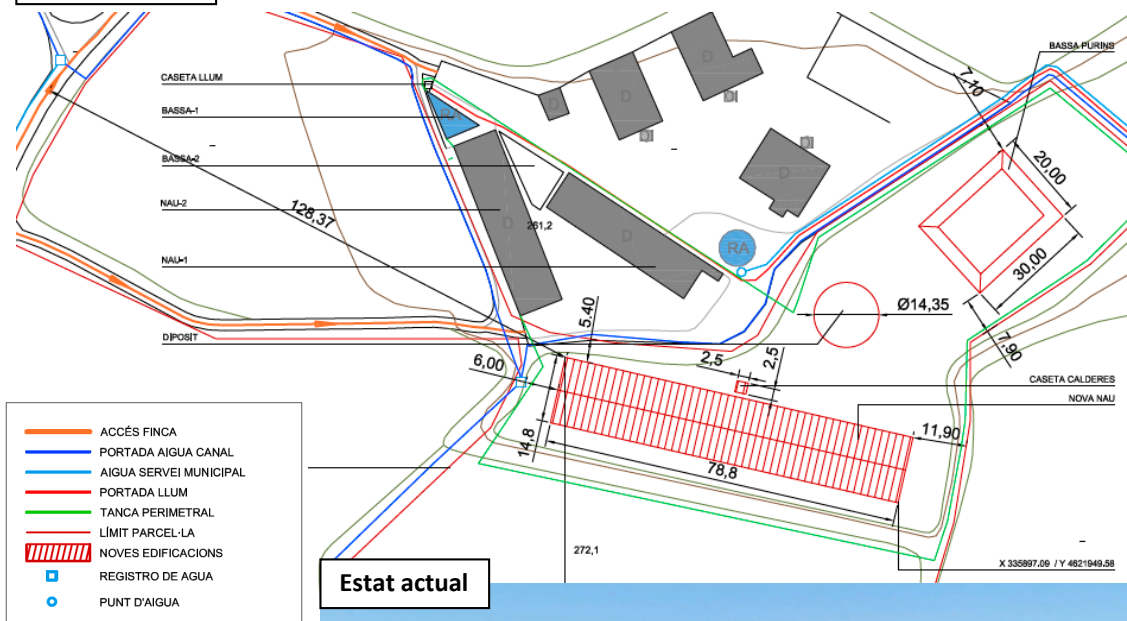 BASSA PURINS
7,10
CASETA LLUM
D
D
D
DI
BASSA-1
RA
DI
DI
20,00
BASSA-2
D
128,37
NAU-2
D
261,2
D
RA
NAU-1
30,00
5,40
Ø14,35
DIPOSIT
7,90
6,00
2,5
2,5
CASETA CALDERES
NOVA NAU
11,90
14,8
78,8
ACCÉS FINCA
PORTADA AIGUA CANAL
AIGUA SERVEI MUNICIPAL
PORTADA LLUM
TANCA PERIMETRAL
LÍMIT PARCEL·LA
NOVES EDIFICACIONS
REGISTRO DE AGUA
PUNT D'AIGUA
272,1
X 335897.09 / Y 4621949.58
Estat actual